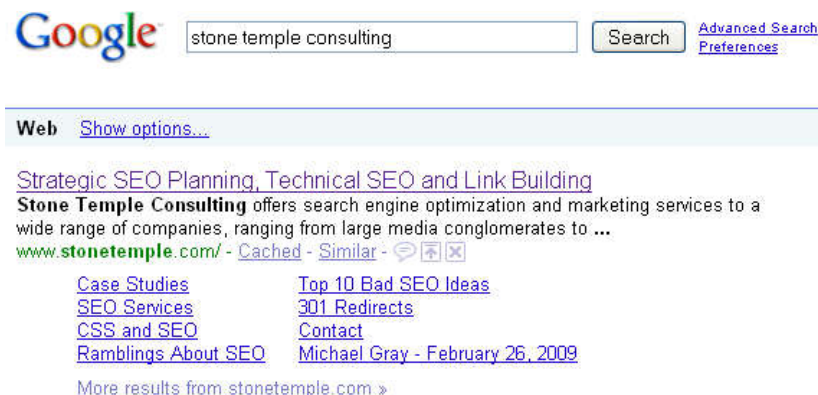 Google stone temple consulting Search Advanced Search
Preferences
Web Show options...
Strategic SEO Planning, Technical SEO and Link Building
Stone Temple Consulting offers search engine optimization and marketing services to a
wide range of companies, ranging from large media conglomerates to ...
www.stonetemple.com/ - Cached - Similar -
Case Studies Top 10 Bad SEO Ideas
SEO Services 301 Redirects
CSS and SEO Contact
Ramblings About SEO Michael Gray - February 26, 2009
More results from stonetemple.com »